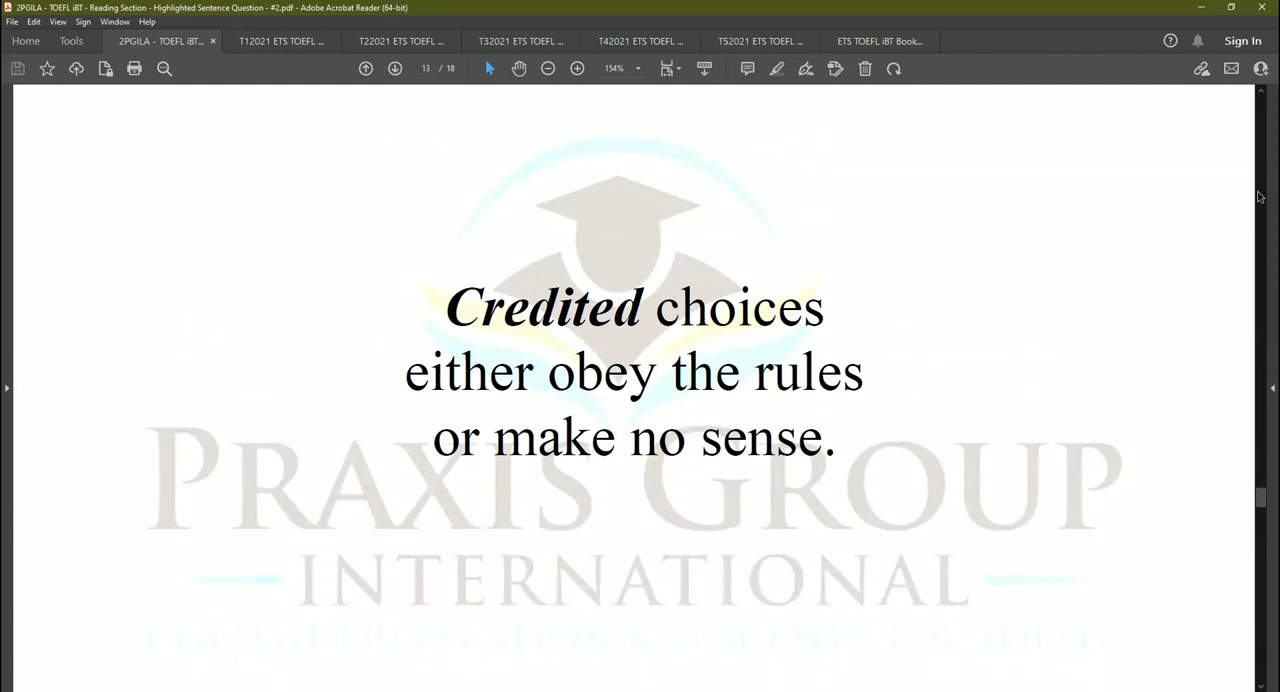 2PGILA - TOEFL iBT - Reading Section - Highlighted Sentence Question - #2.pdf - Adobe Acrobat Reader (64-bit)
File Edit View Sign Window Help
Home Tools 2PGILA - TOEFL iBT... × T12021 ETS TOEFL ... T22021 ETS TOEFL ... T32021 ETS TOEFL ... T42021 ETS TOEFL ... T52021 ETS TOEFL ... ETS TOEFL iBT Book... Sign In
13 / 18 154%
Credited choices
either obey the rules
or make no sense.
PRAXIS GROUP
INTERNATIONAL